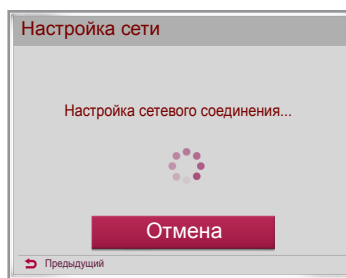 Настройка сети
Настройка сетевого соединения...
Отмена
Предыдущий